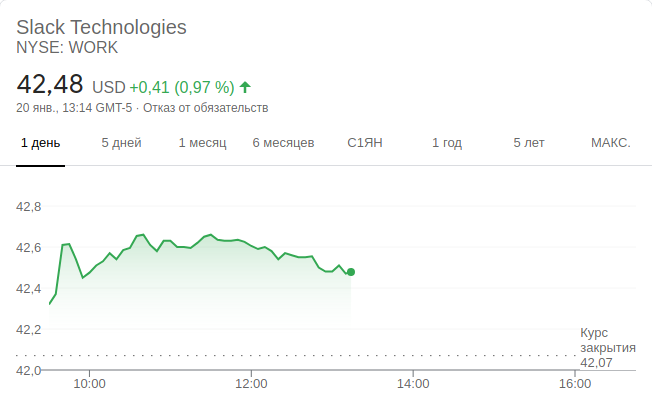 Slack Technologies
NYSE: WORK
42,48 USD +0,41 (0,97 %)
20 янв., 13:14 GMT-5 · Отказ от обязательств
1 день 5 дней 1 месяц 6 месяцев С1ЯН 1 год 5 лет МАКС.
42,8
42,6
42,4
42,2
Курс
закрытия
42,07
42,0
10:00 12:00 14:00 16:00